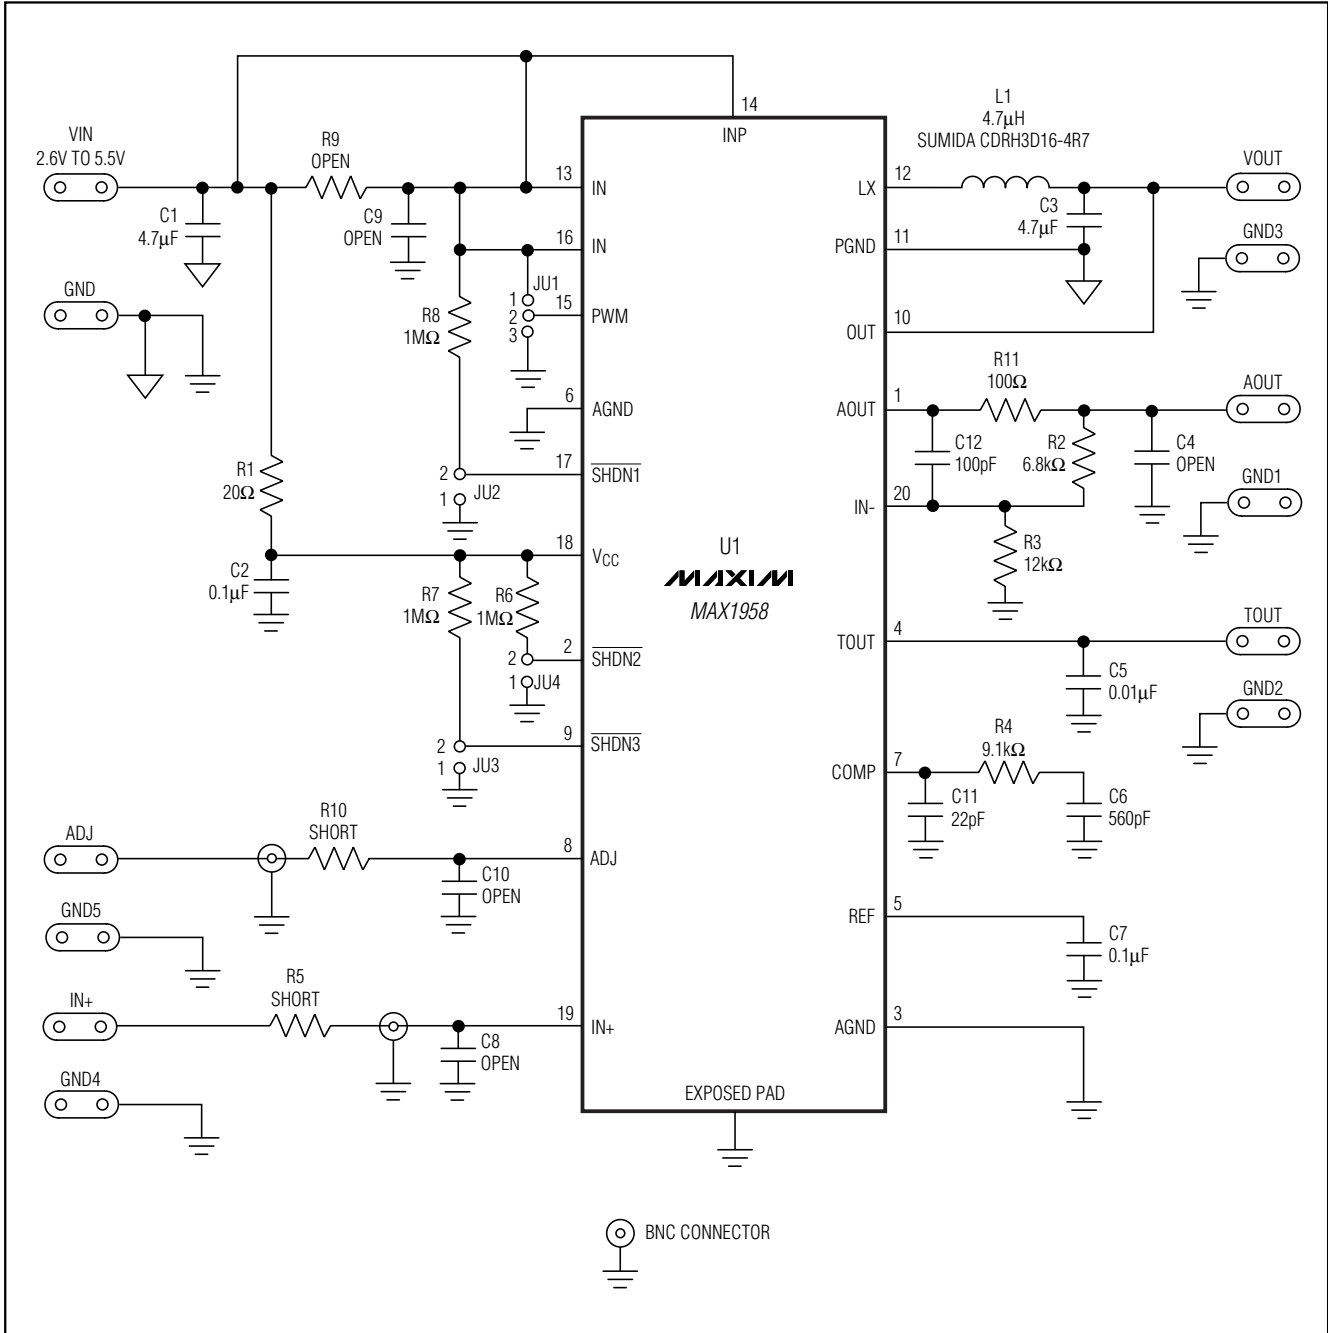 VIN
2.6V TO 5.5V
C1
4.7µF
GND
R9
OPEN
C9
OPEN
R8
1MΩ
JU1
1
2
3
R1
20Ω
2
1
JU2
C2
0.1µF
R7
1MΩ
R6
1MΩ
2
1
JU4
2
1
JU3
ADJ
R10
SHORT
C10
OPEN
GND5
IN+
R5
SHORT
C8
OPEN
GND4
14
INP
13
IN
16
IN
15
PWM
6
AGND
17
SHDN1
18
VCC
2
SHDN2
9
SHDN3
8
ADJ
19
IN+
U1
MAXIM
MAX1958
EXPOSED PAD
LX
12
PGND
11
OUT
10
AOUT
1
IN-
20
TOUT
4
COMP
7
REF
5
AGND
3
L1
4.7µH
SUMIDA CDRH3D16-4R7
C3
4.7µF
VOUT
GND3
R11
100Ω
C12
100pF
R2
6.8kΩ
C4
OPEN
AOUT
GND1
R3
12kΩ
TOUT
C5
0.01µF
GND2
R4
9.1kΩ
C11
22pF
C6
560pF
C7
0.1µF
BNC CONNECTOR